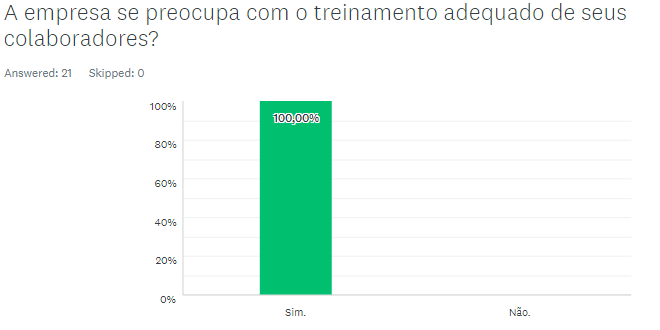 A empresa se preocupa com o treinamento adequado de seus
colaboradores?
Answered: 21 Skipped: 0
100%
100,00%
80%
60%
40%
20%
0%
Sim. Não.